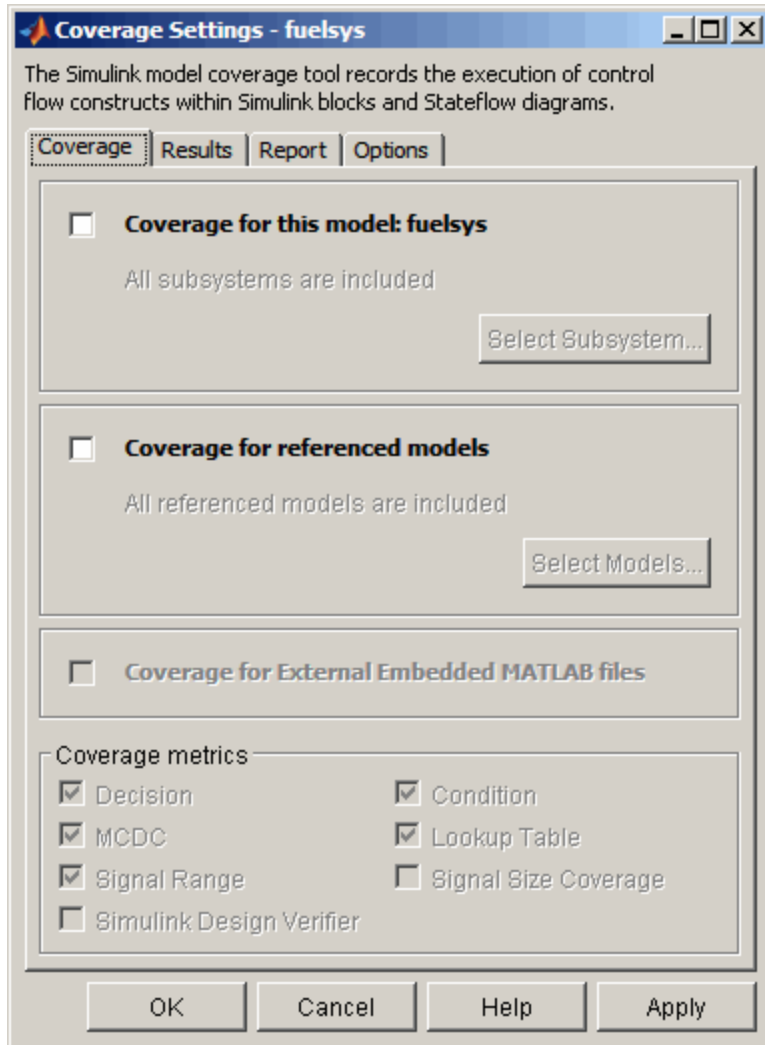 Coverage Settings - fuelsys
The Simulink model coverage tool records the execution of control
flow constructs within Simulink blocks and Stateflow diagrams.
Coverage Results Report Options
Coverage for this model: fuelsys
All subsystems are included
Select Subsystem...
Coverage for referenced models
All referenced models are included
Select Models...
Coverage for External Embedded MATLAB files
Coverage metrics
Decision Condition
MCDC Lookup Table
Signal Range Signal Size Coverage
Simulink Design Verifier
OK Cancel Help Apply